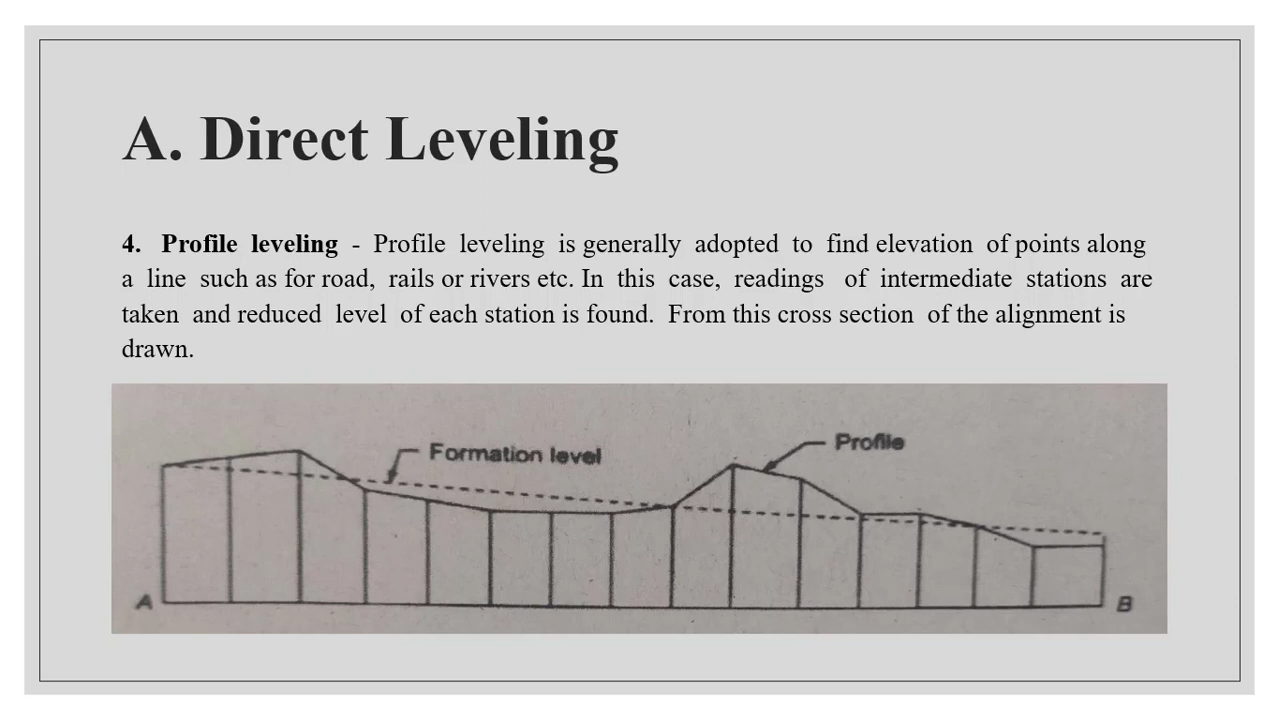 A. Direct Leveling
4. Profile leveling - Profile leveling is generally adopted to find elevation of points along
a line such as for road, rails or rivers etc. In this case, readings of intermediate stations are
taken and reduced level of each station is found. From this cross section of the alignment is
drawn.
Formation level
Profile
A
B